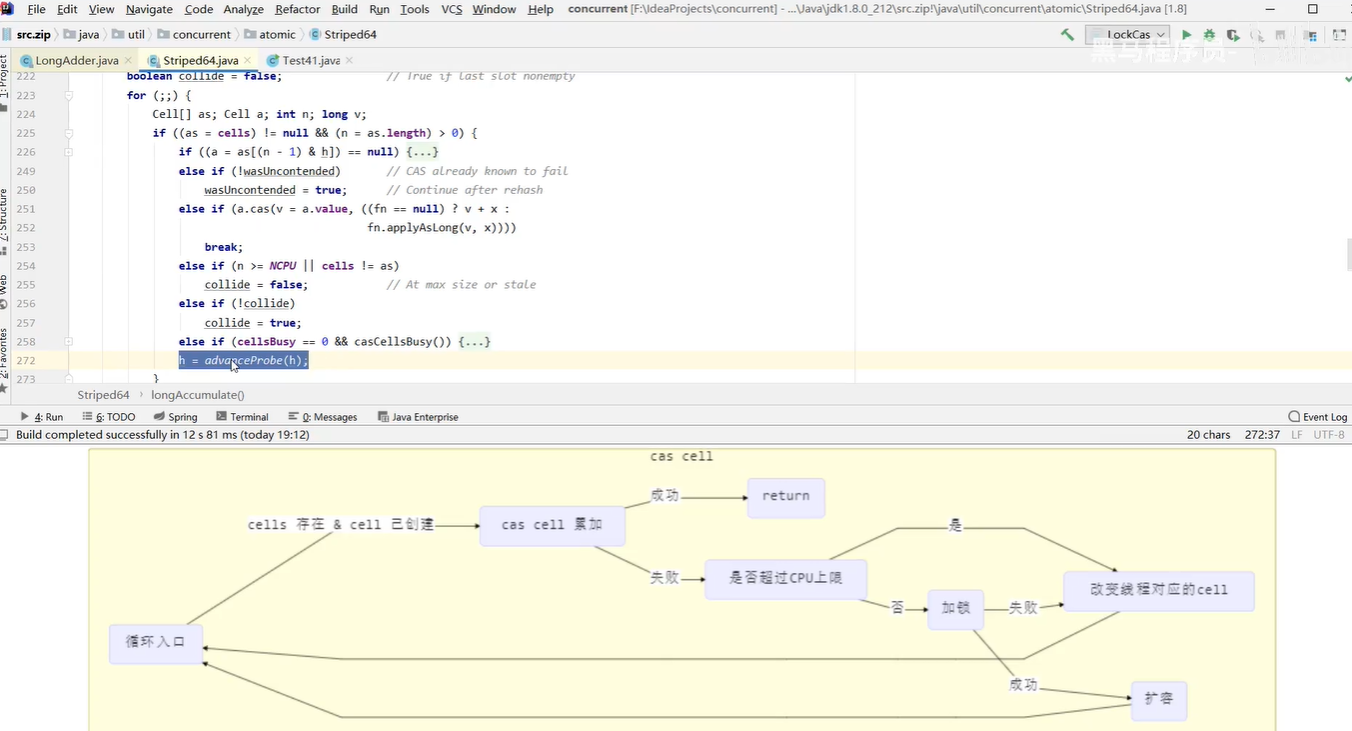 File Edit View Navigate Code Analyze Refactor Build Run Tools VCS Window Help concurrent [F:\IdeaProjects\concurrent] - ...\Java\jdk1.8.0_212\src.zip!\java\util\concurrent\atomic\Striped64.java [1.8]
src.zip java util concurrent atomic Striped64 LockCas
黑马程序员-
LongAdder.java Striped64.java Test41.java
1: Project
7: Structure
Web
2: Favorites
222 boolean collide = false; // True if last slot nonempty
223 for (;;) {
224 Cell[] as; Cell a; int n; long v;
225 if ((as = cells) != null && (n = as.length) > 0) {
226 if ((a = as[(n - 1) & h]) == null) {...}
249 else if (!wasUncontended) // CAS already known to fail
250 wasUncontended = true; // Continue after rehash
251 else if (a.cas(v = a.value, ((fn == null) ? v + x :
252 fn.applyAsLong(v, x))))
253 break;
254 else if (n >= NCPU || cells != as)
255 collide = false; // At max size or stale
256 else if (!collide)
257 collide = true;
258 else if (cellsBusy == 0 && casCellsBusy()) {...}
272 h = advanceProbe(h);
273 }
Striped64 › longAccumulate()
4: Run 6: TODO Spring Terminal 0: Messages Java Enterprise Event Log
Build completed successfully in 12 s 81 ms (today 19:12) 20 chars 272:37 LF UTF-8
cas cell
成功 return
cells 存在 & cell 已创建 cas cell 累加 是
失败 是否超过CPU上限 改变线程对应的cell
否 加锁 失败
循环入口
成功 扩容